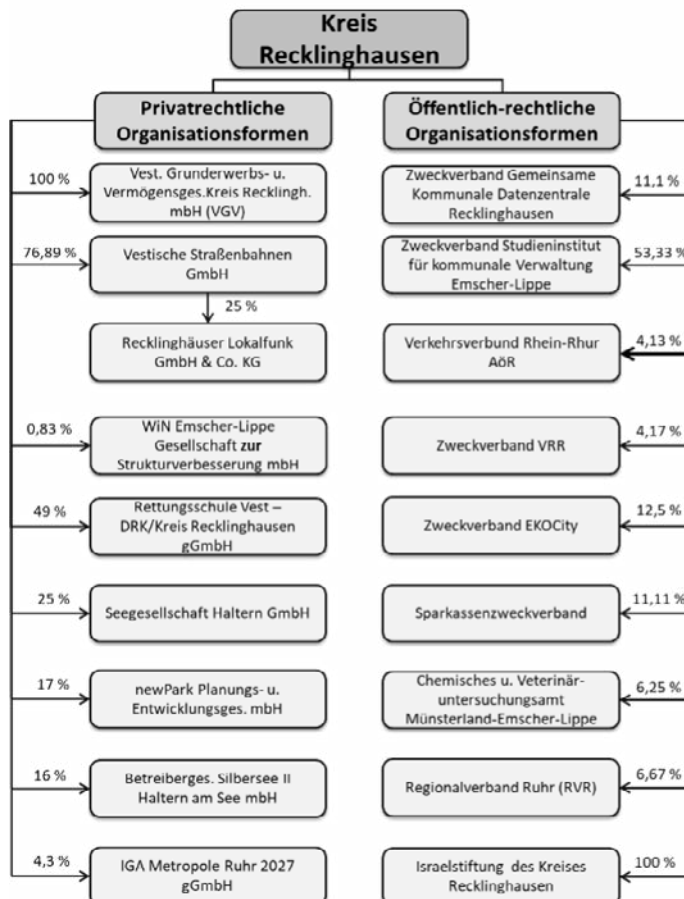 Kreis
Recklinghausen
Privatrechtliche
Organisationsformen
Öffentlich-rechtliche
Organisationsformen
100 %
Vest. Grunderwerbs- u.
Vermögensges.Kreis Recklingh.
mbH (VGV)
Zweckverband Gemeinsame
Kommunale Datenzentrale
Recklinghausen
11,1 %
76,89 %
Vestische Straßenbahnen
GmbH
Zweckverband Studieninstitut
für kommunale Verwaltung
Emscher-Lippe
53,33 %
25 %
Recklinghäuser Lokalfunk
GmbH & Co. KG
Verkehrsverbund Rhein-Rhur
AöR
4,13 %
0,83 %
WiN Emscher-Lippe
Gesellschaft zur
Strukturverbesserung mbH
Zweckverband VRR
4,17 %
49 %
Rettungsschule Vest –
DRK/Kreis Recklinghausen
gGmbH
Zweckverband EKOCity
12,5 %
25 %
Seegesellschaft Haltern GmbH
Sparkassenzweckverband
11,11 %
17 %
newPark Planungs- u.
Entwicklungsges. mbH
Chemisches u. Veterinär-
untersuchungsamt
Münsterland-Emscher-Lippe
6,25 %
16 %
Betreiberges. Silbersee II
Haltern am See mbH
Regionalverband Ruhr (RVR)
6,67 %
4,3 %
IGA Metropole Ruhr 2027
gGmbH
Israelstiftung des Kreises
Recklinghausen
100 %